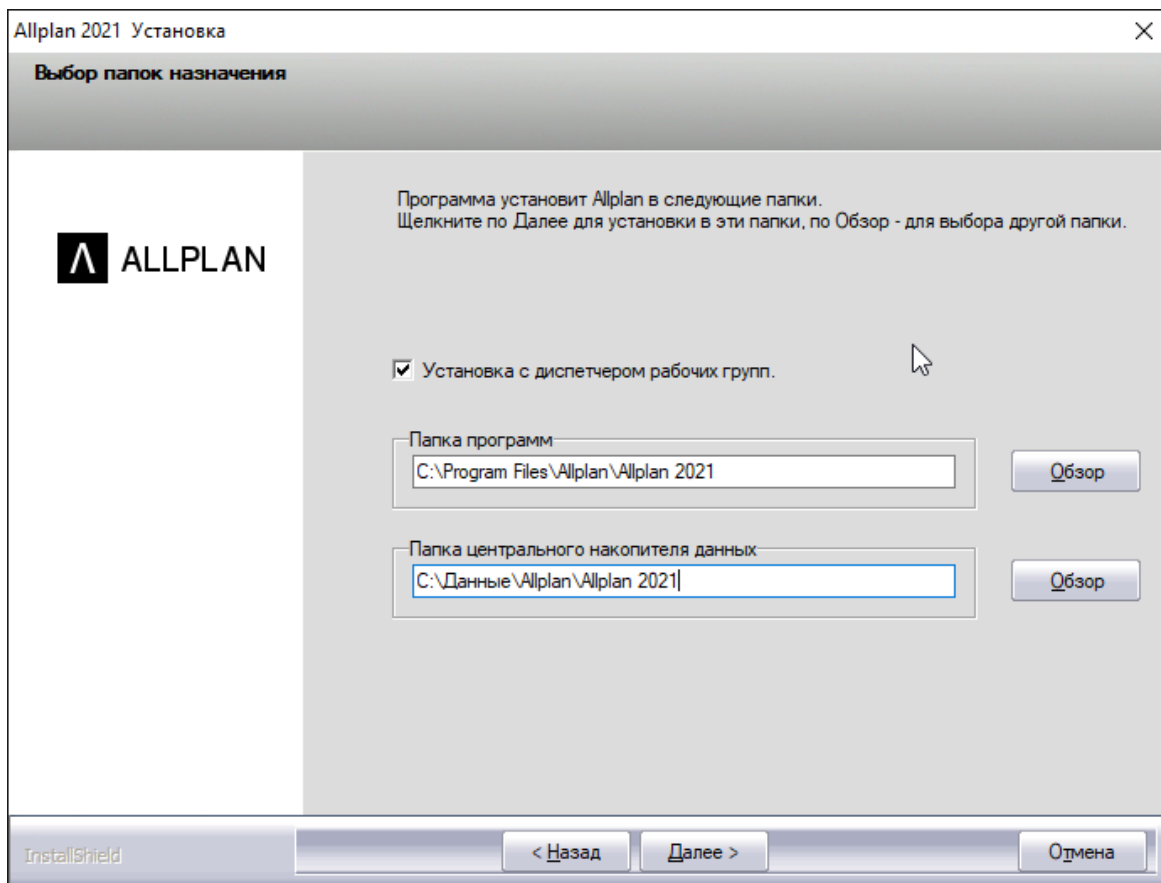 Allplan 2021 Установка
Выбор папок назначения
ALLPLAN
Программа установит Allplan в следующие папки.
Щелкните по Далее для установки в эти папки, по Обзор - для выбора другой папки.
Установка с диспетчером рабочих групп.
Папка программ
C:\Program Files\Allplan\Allplan 2021
Обзор
Папка центрального накопителя данных
C:\Данные\Allplan\Allplan 2021
Обзор
InstallShield
< Назад
Далее >
Отмена